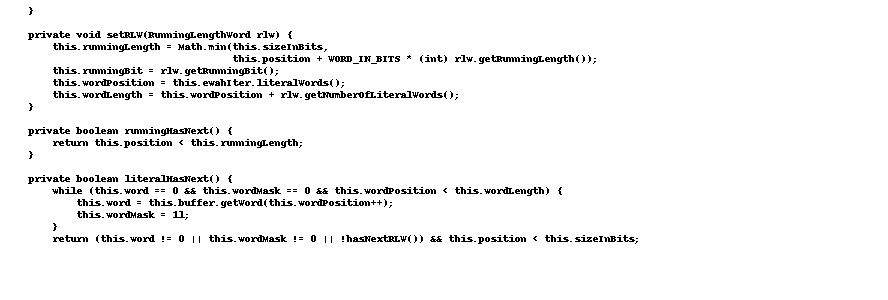 }
private void setRLW(RunningLengthWord rlw) {
this.runningLength = Math.min(this.sizeInBits,
this.position + WORD_IN_BITS * (int) rlw.getRunningLength());
this.runningBit = rlw.getRunningBit();
this.wordPosition = this.ewahIter.literalWords();
this.wordLength = this.wordPosition + rlw.getNumberOfLiteralWords();
}
private boolean runningHasNext() {
return this.position < this.runningLength;
}
private boolean literalHasNext() {
while (this.word == 0 && this.wordMask == 0 && this.wordPosition < this.wordLength) {
this.word = this.buffer.getWord(this.wordPosition++);
this.wordMask = 1l;
}
return (this.word != 0 || this.wordMask != 0 || !hasNextRLW()) && this.position < this.sizeInBits;